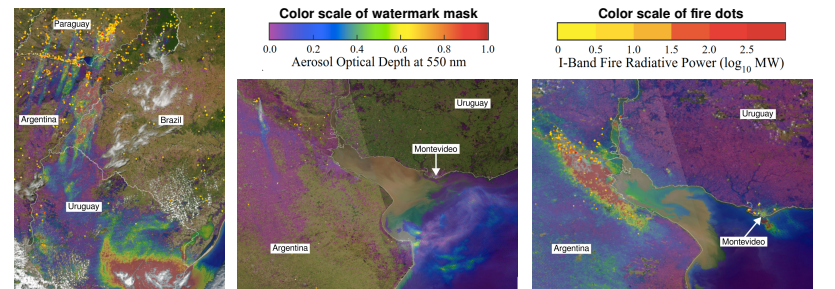 Color scale of watermark mask
0.0 0.2 0.4 0.6 0.8 1.0
Aerosol Optical Depth at 550 nm
Color scale of fire dots
0 0.5 1.0 1.5 2.0 2.5
I-Band Fire Radiative Power (log10 MW)
Paraguay
Argentina
Brazil
Uruguay
Uruguay
Montevideo
Argentina
Uruguay
Argentina
Montevideo